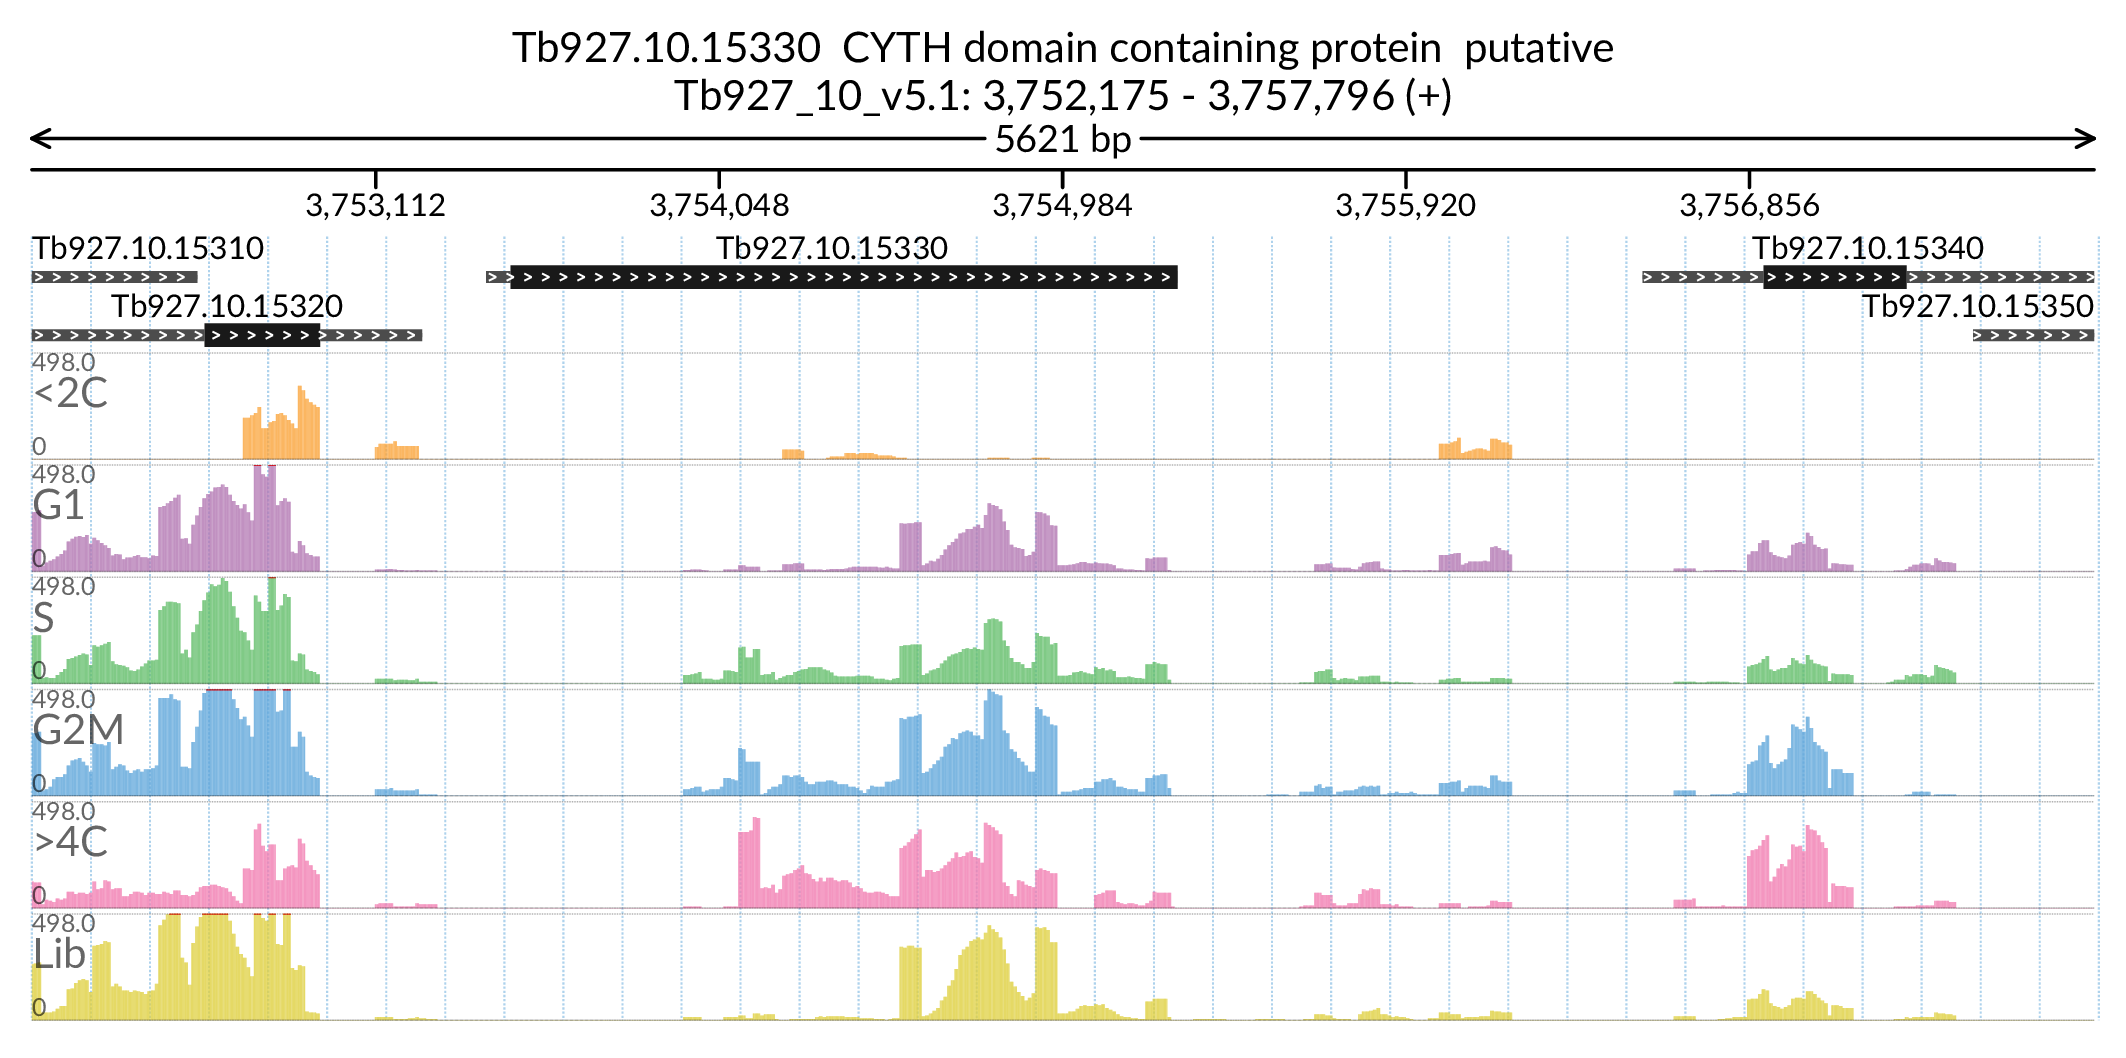 Tb927.10.15330  CYTH domain containing protein  putative
Tb927_10_v5.1: 3,752,175 - 3,757,796 (+)
5621 bp
3,753,112 3,754,048 3,754,984 3,755,920 3,756,856
Tb927.10.15310 Tb927.10.15330 Tb927.10.15340
Tb927.10.15320 Tb927.10.15350
498.0
<2C
0
498.0
G1
0
498.0
S
0
498.0
G2M
0
498.0
>4C
0
498.0
Lib
0